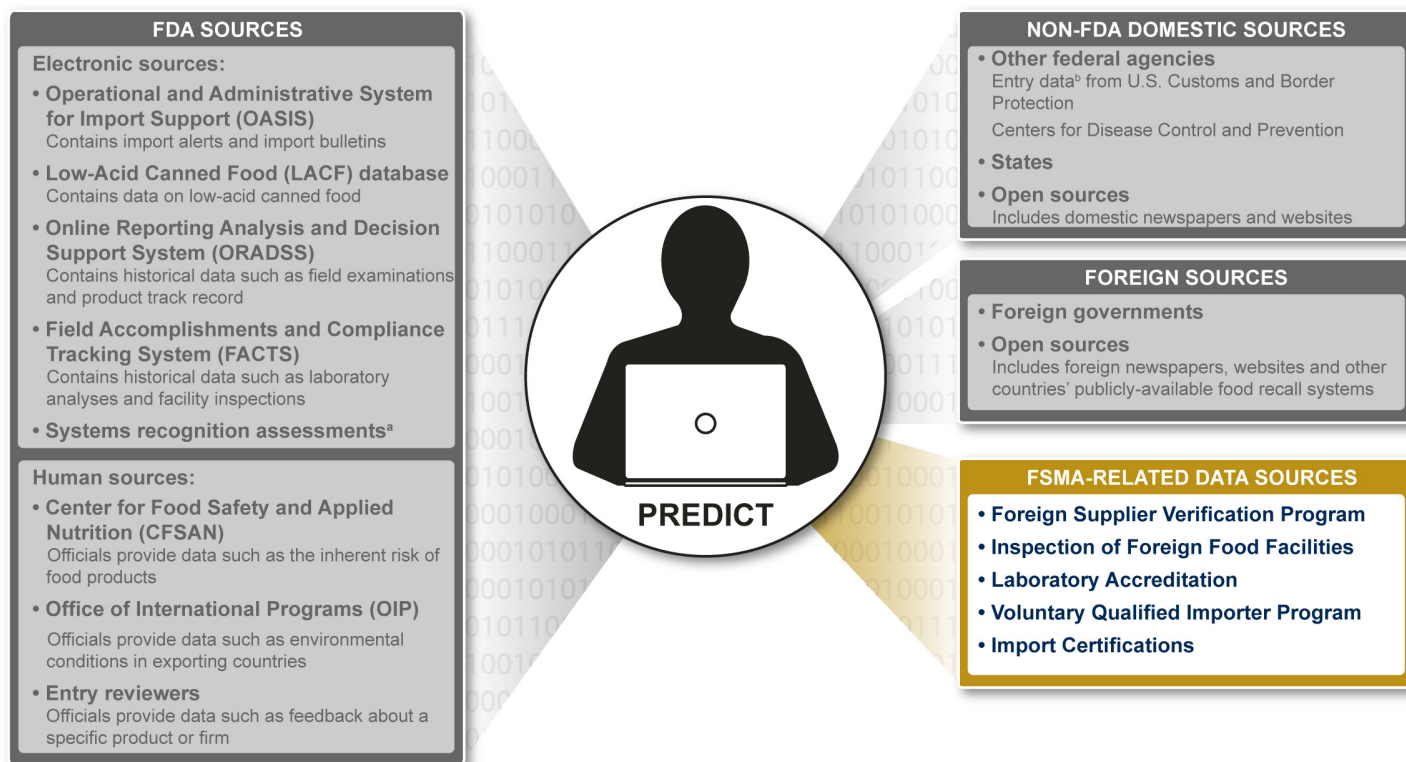 FDA SOURCES
Electronic sources:
• Operational and Administrative System
for Import Support (OASIS)
Contains import alerts and import bulletins
• Low-Acid Canned Food (LACF) database
Contains data on low-acid canned food
• Online Reporting Analysis and Decision
Support System (ORADSS)
Contains historical data such as field examinations
and product track record
• Field Accomplishments and Compliance
Tracking System (FACTS)
Contains historical data such as laboratory
analyses and facility inspections
• Systems recognition assessmentsᵃ
Human sources:
• Center for Food Safety and Applied
Nutrition (CFSAN)
Officials provide data such as the inherent risk of
food products
• Office of International Programs (OIP)
Officials provide data such as environmental
conditions in exporting countries
• Entry reviewers
Officials provide data such as feedback about a
specific product or firm
PREDICT
NON-FDA DOMESTIC SOURCES
• Other federal agencies
Entry dataᵇ from U.S. Customs and Border
Protection
Centers for Disease Control and Prevention
• States
• Open sources
Includes domestic newspapers and websites
FOREIGN SOURCES
• Foreign governments
• Open sources
Includes foreign newspapers, websites and other
countries' publicly-available food recall systems
FSMA-RELATED DATA SOURCES
• Foreign Supplier Verification Program
• Inspection of Foreign Food Facilities
• Laboratory Accreditation
• Voluntary Qualified Importer Program
• Import Certifications